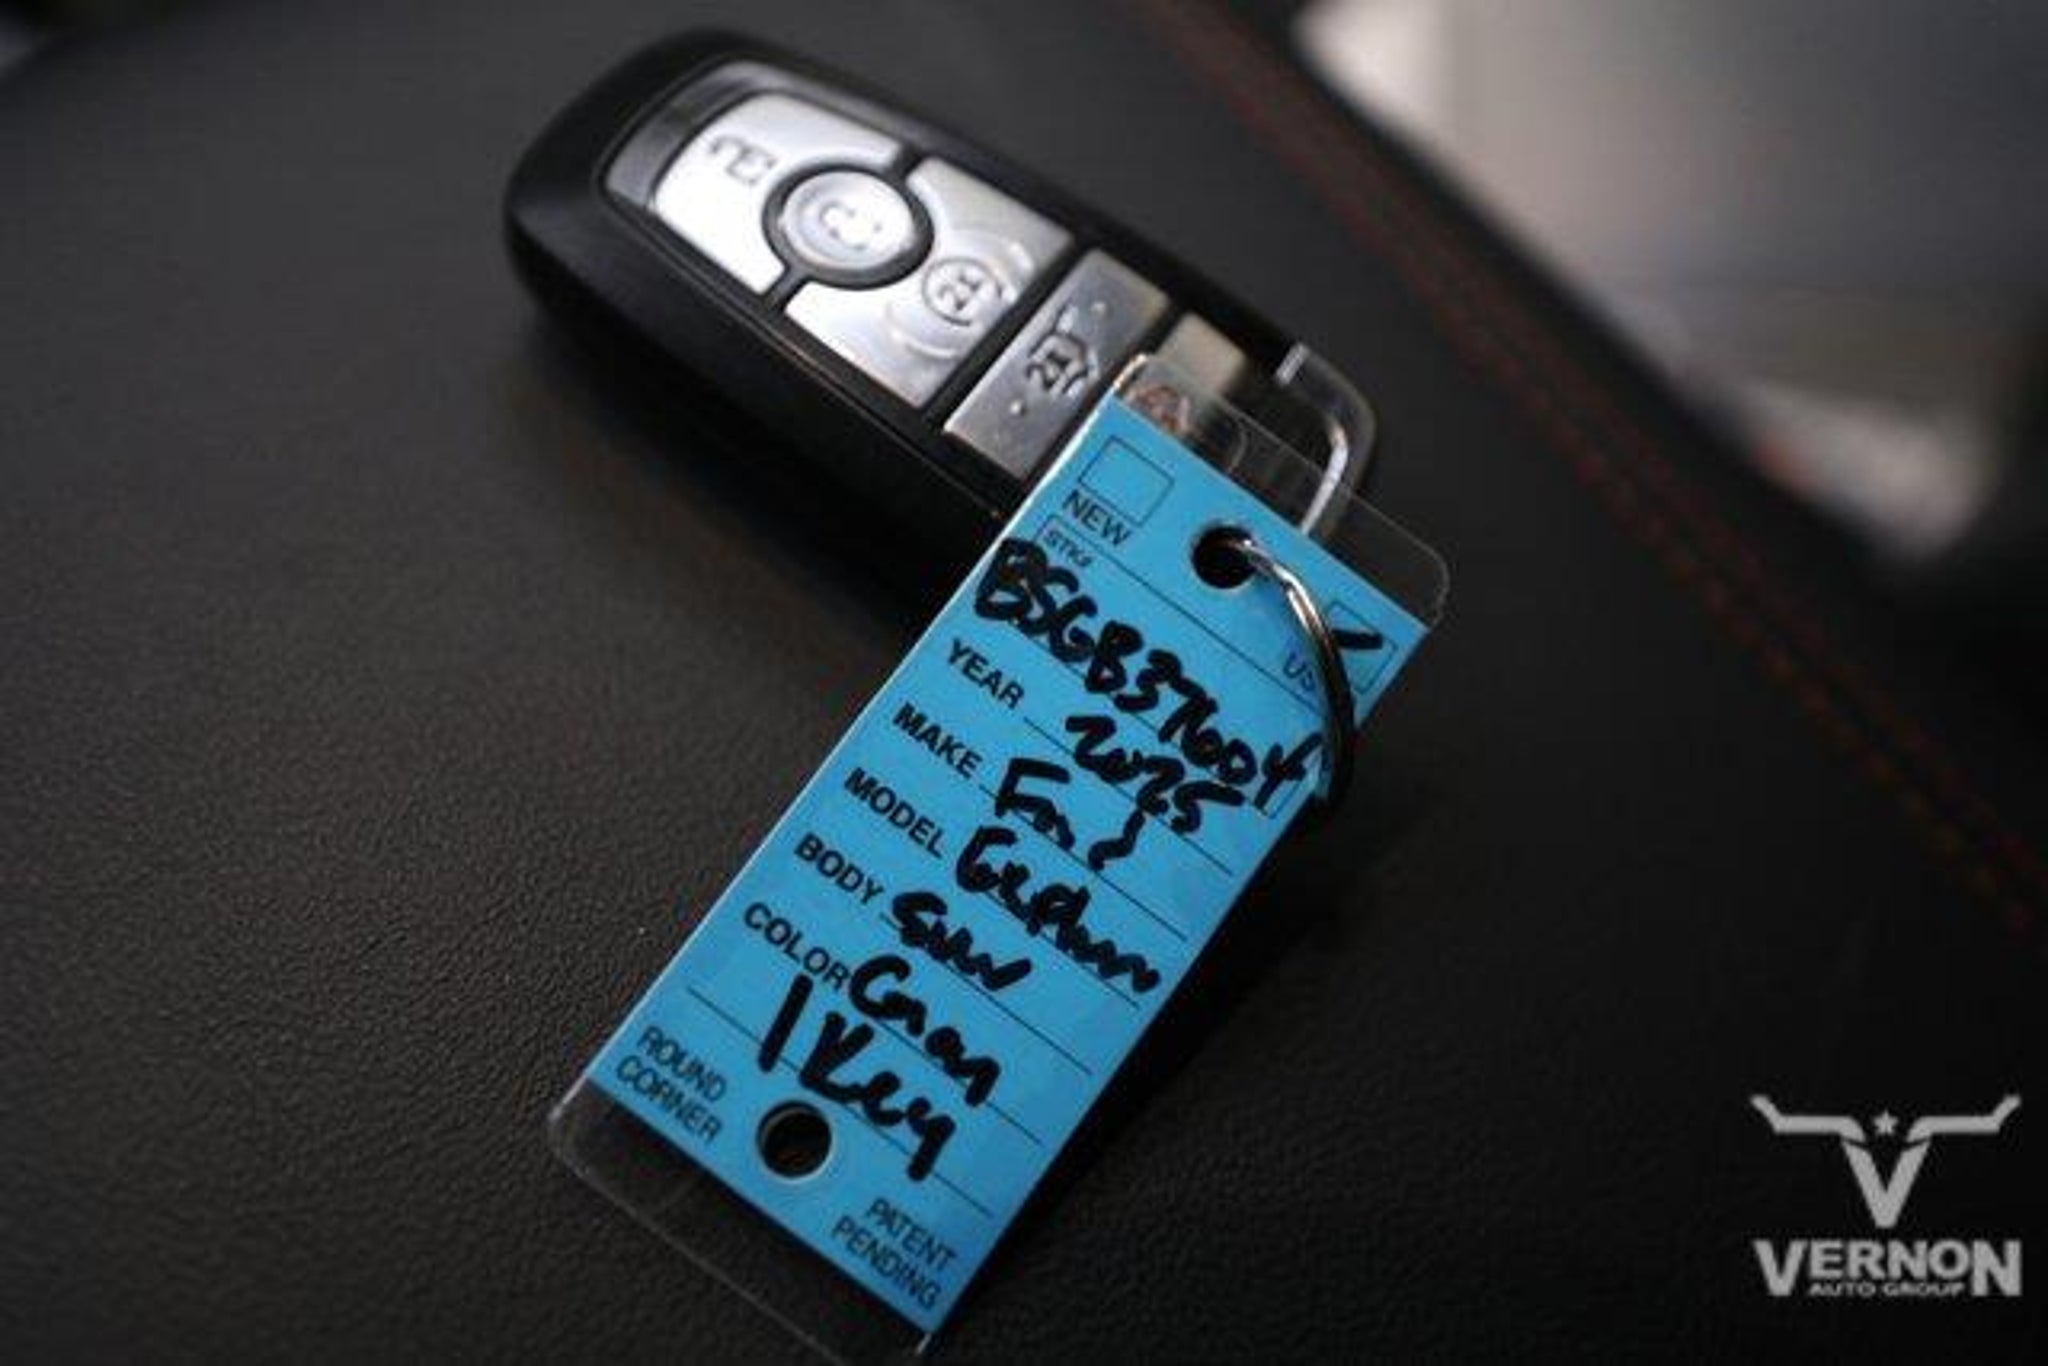 NEW
US
STK#
BSGB37604
YEAR 2025
MAKE Ford
MODEL
BODY
COLOR
1 Key
ROUND
CORNER
PATENT
PENDING
VERNON
AUTO GROUP